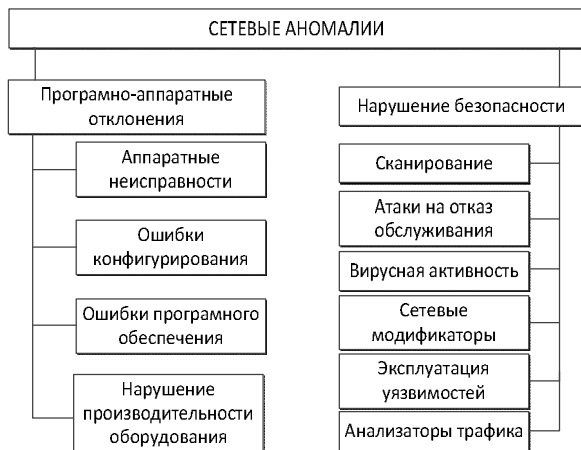 СЕТЕВЫЕ АНОМАЛИИ
Програмно-аппаратные
отклонения
Аппаратные
неисправности
Ошибки
конфигурирования
Ошибки програмного
обеспечения
Нарушение
производительности
оборудования
Нарушение безопасности
Сканирование
Атаки на отказ
обслуживания
Вирусная активность
Сетевые
модификаторы
Эксплуатация
уязвимостей
Анализаторы трафика